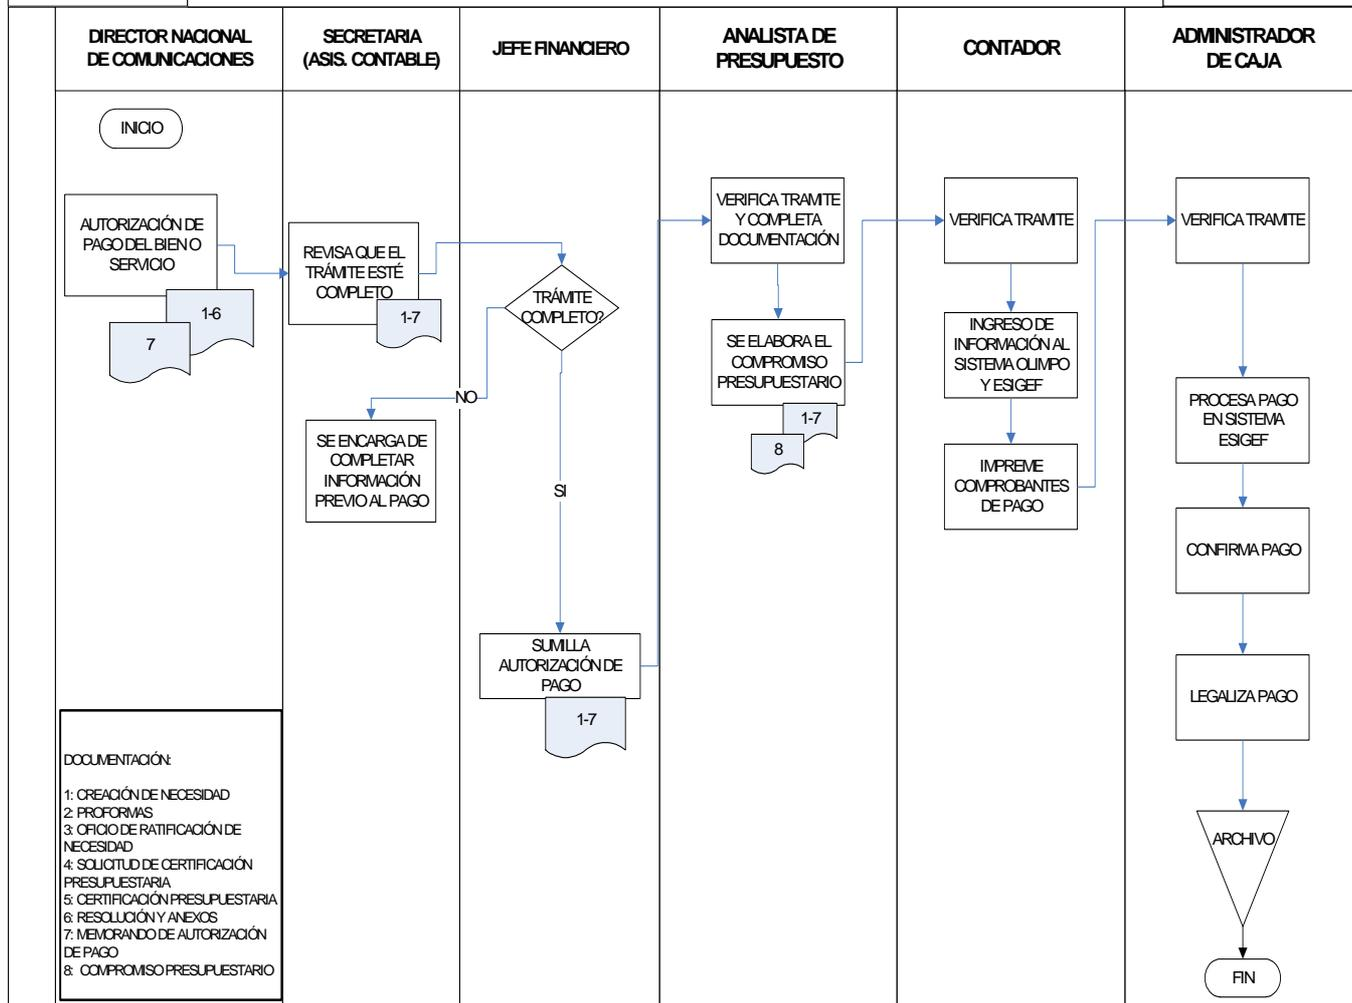 DIRECTOR NACIONAL
DE COMUNICACIONES
SECRETARIA
(ASIS. CONTABLE)
JEFE FINANCIERO
ANALISTA DE
PRESUPUESTO
CONTADOR
ADMINISTRADOR
DE CAJA
INICIO
AUTORIZACIÓN DE
PAGO DEL BIEN O
SERVICIO
1-6
7
REVISA QUE EL
TRÁMITE ESTÉ
COMPLETO
1-7
TRÁMITE
COMPLETO?
NO
SE ENCARGA DE
COMPLETAR
INFORMACIÓN
PREVIO AL PAGO
SI
SUMILLA
AUTORIZACIÓN DE
PAGO
1-7
VERIFICA TRAMITE
Y COMPLETA
DOCUMENTACIÓN
SE ELABORA EL
COMPROMISO
PRESUPUESTARIO
1-7
8
VERIFICA TRAMITE
INGRESO DE
INFORMACIÓN AL
SISTEMA OLIMPO
Y ESIGEF
IMPREME
COMPROBANTES
DE PAGO
VERIFICA TRAMITE
PROCESA PAGO
EN SISTEMA
ESIGEF
CONFIRMA PAGO
LEGALIZA PAGO
ARCHIVO
FIN
DOCUMENTACIÓN:
1: CREACIÓN DE NECESIDAD
2: PROFORMAS
3: OFICIO DE RATIFICACIÓN DE
NECESIDAD
4: SOLICITUD DE CERTIFICACIÓN
PRESUPUESTARIA
5: CERTIFICACIÓN PRESUPUESTARIA
6: RESOLUCIÓN Y ANEXOS
7: MEMORANDO DE AUTORIZACIÓN
DE PAGO
8: COMPROMISO PRESUPUESTARIO